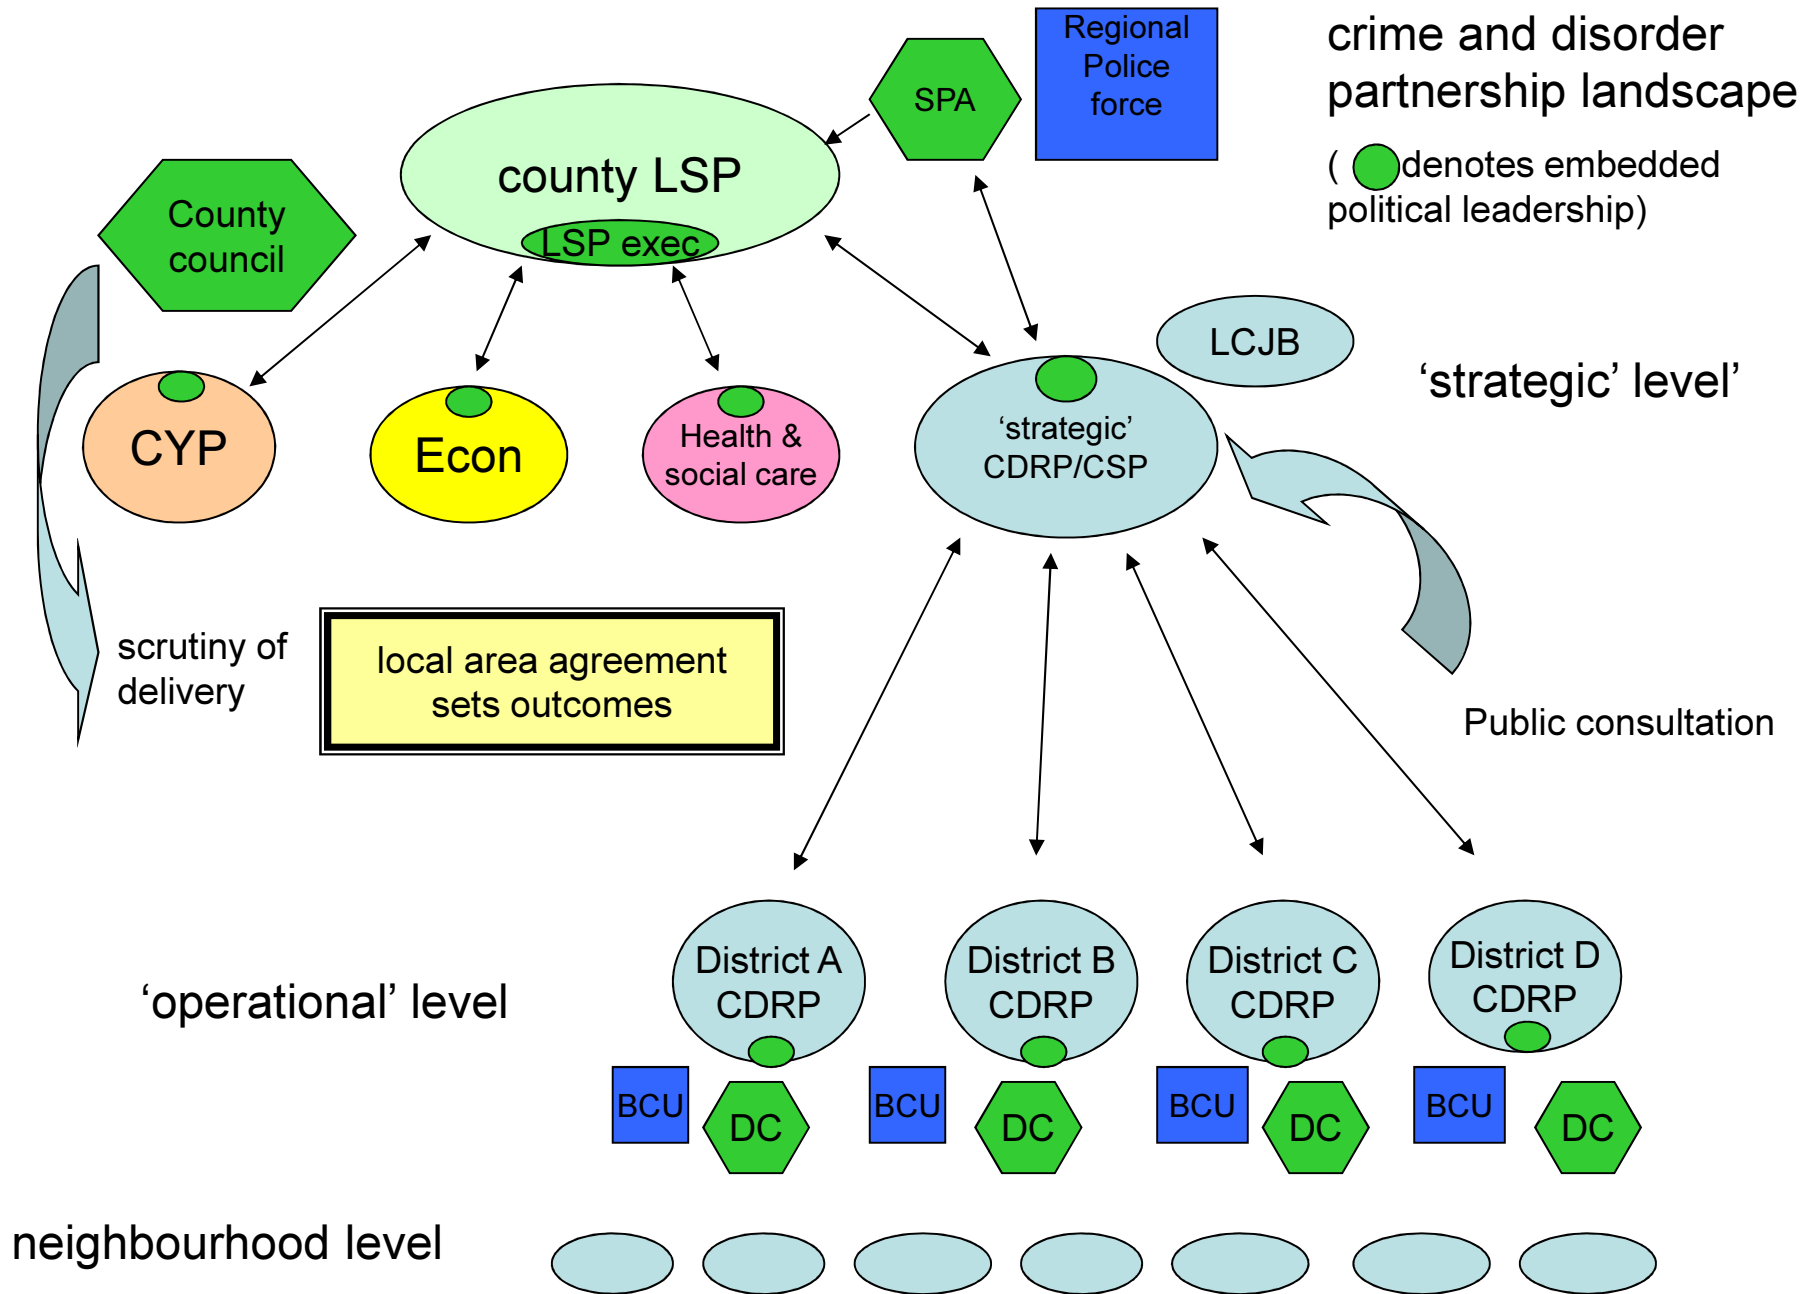 Regional
Police
force
SPA
crime and disorder
partnership landscape
( denotes embedded
political leadership)
county LSP
LSP exec
County
council
LCJB
‘strategic’ level’
CYP
Econ
Health &
social care
‘strategic’
CDRP/CSP
scrutiny of
delivery
local area agreement
sets outcomes
Public consultation
‘operational’ level
District A
CDRP
District B
CDRP
District C
CDRP
District D
CDRP
BCU
DC
BCU
DC
BCU
DC
BCU
DC
neighbourhood level